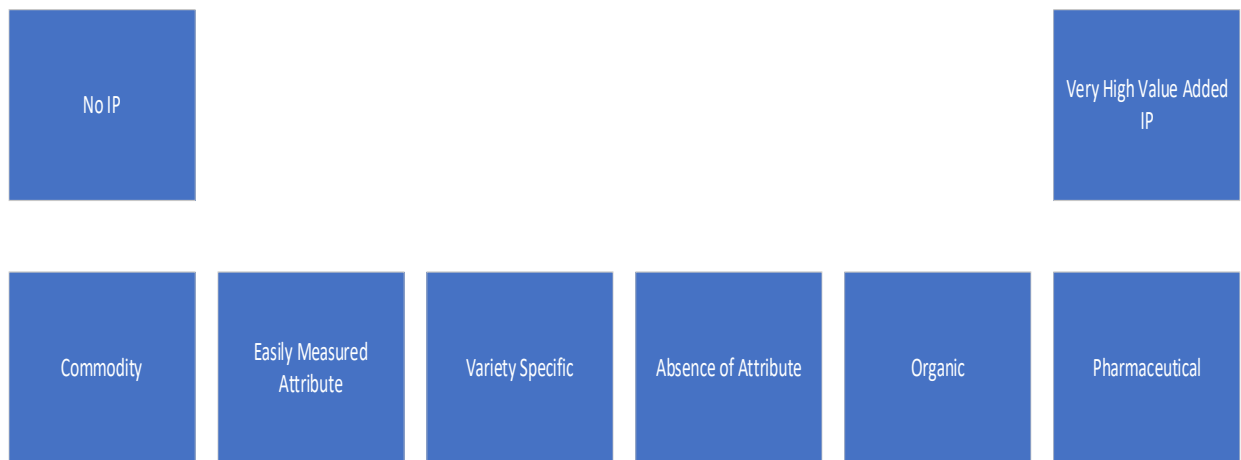 No IP
Very High Value Added
IP
Commodity
Easily Measured
Attribute
Variety Specific
Absence of Attribute
Organic
Pharmaceutical